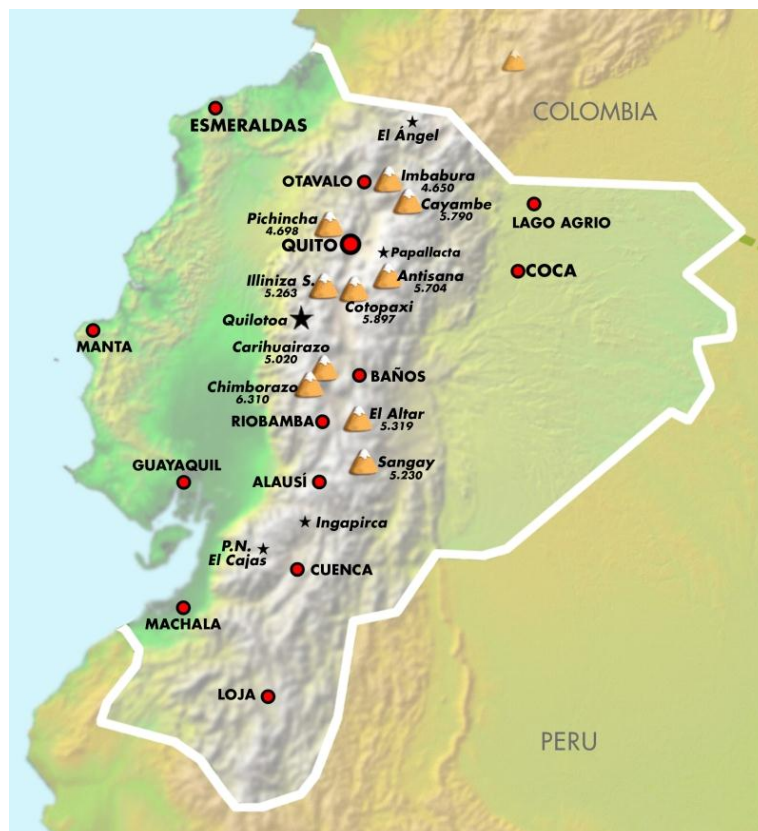 COLOMBIA
ESMERALDAS
El Ángel
OTAVALO
Imbabura
4.650
Cayambe
5.790
LAGO AGRIO
Pichincha
4.698
QUITO
Papallacta
COCA
Illiniza S.
5.263
Antisana
5.704
Cotopaxi
5.897
Quilotoa
MANTA
Carihuairazo
5.020
BAÑOS
Chimborazo
6.310
RIOBAMBA
El Altar
5.319
GUAYAQUIL
Sangay
5.230
ALAUSÍ
Ingapirca
P.N.
El Cajas
CUENCA
MACHALA
LOJA
PERU